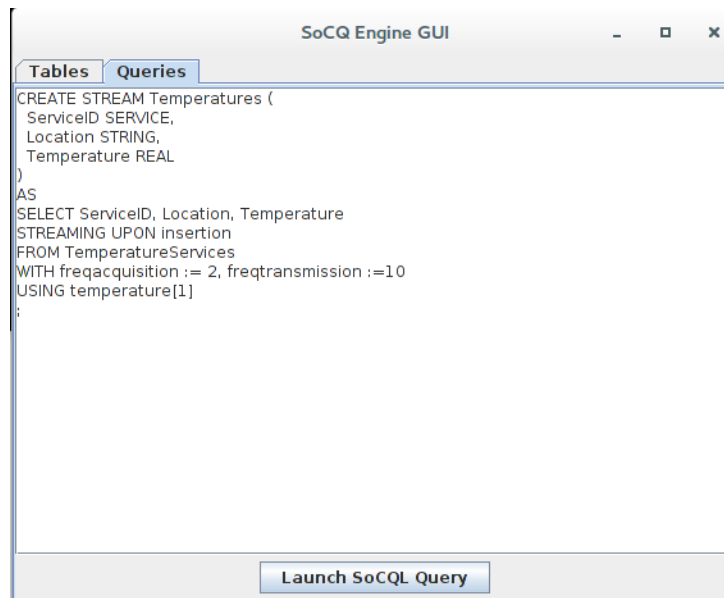 SoCQ Engine GUI
Tables Queries
CREATE STREAM Temperatures (
ServiceID SERVICE,
Location STRING,
Temperature REAL
)
AS
SELECT ServiceID, Location, Temperature
STREAMING UPON insertion
FROM TemperatureServices
WITH freqacquisition := 2, freqtransmission :=10
USING temperature[1]
;
Launch SoCQL Query